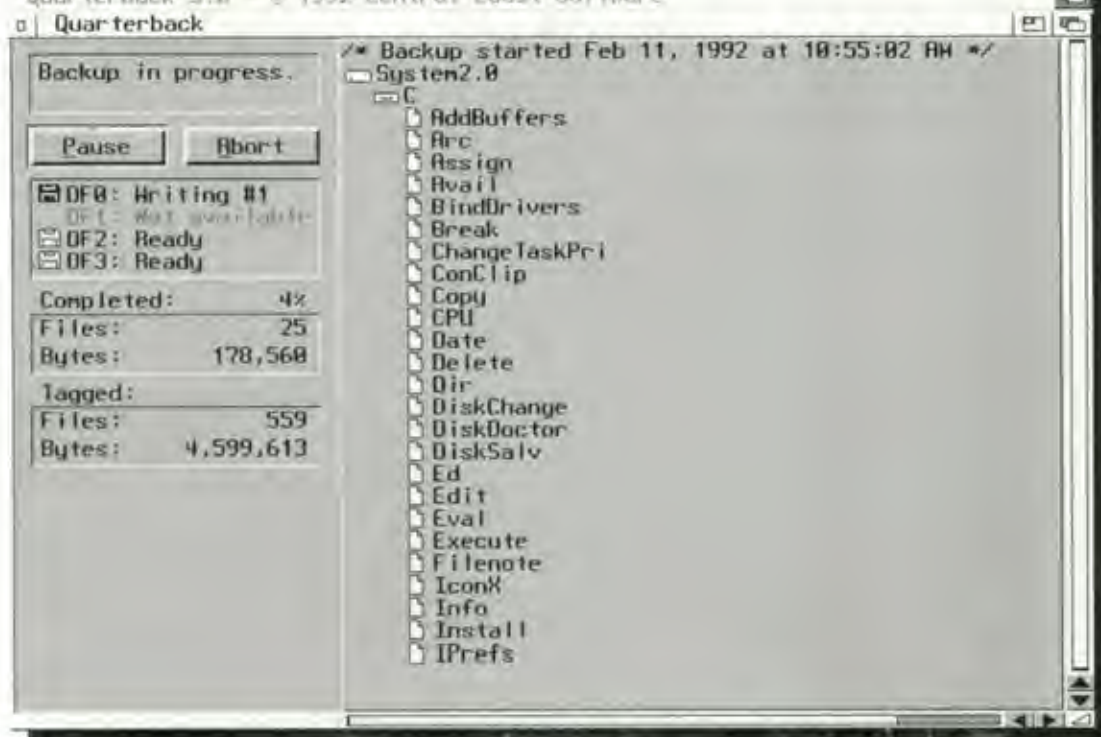 Quarterback
Backup in progress.
Pause
Abort
DF0: Writing #1
DF1: Not available
DF2: Ready
DF3: Ready
Completed: 4%
Files: 25
Bytes: 178,560
Tagged:
Files: 559
Bytes: 4,599,613
/* Backup started Feb 11, 1992 at 10:55:02 AM */
System2.0
C
AddBuffers
Arc
Assign
Avail
BindDrivers
Break
ChangeTaskPri
ConClip
Copy
CPU
Date
Delete
Dir
DiskChange
DiskDoctor
DiskSalv
Ed
Edit
Eval
Execute
Filenote
IconX
Info
Install
IPrefs